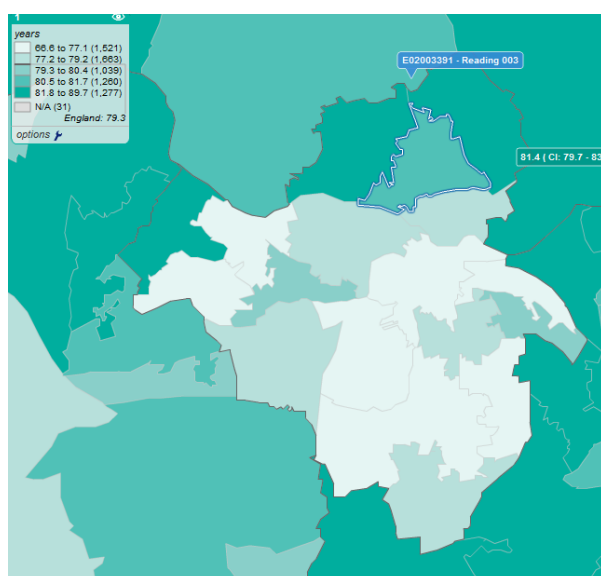 1
years
66.6 to 77.1 (1,521)
77.2 to 79.2 (1,663)
79.3 to 80.4 (1,039)
80.5 to 81.7 (1,260)
81.8 to 89.7 (1,277)
N/A (31)
England: 79.3
options
E02003391 - Reading 003
81.4 ( CI: 79.7 - 83